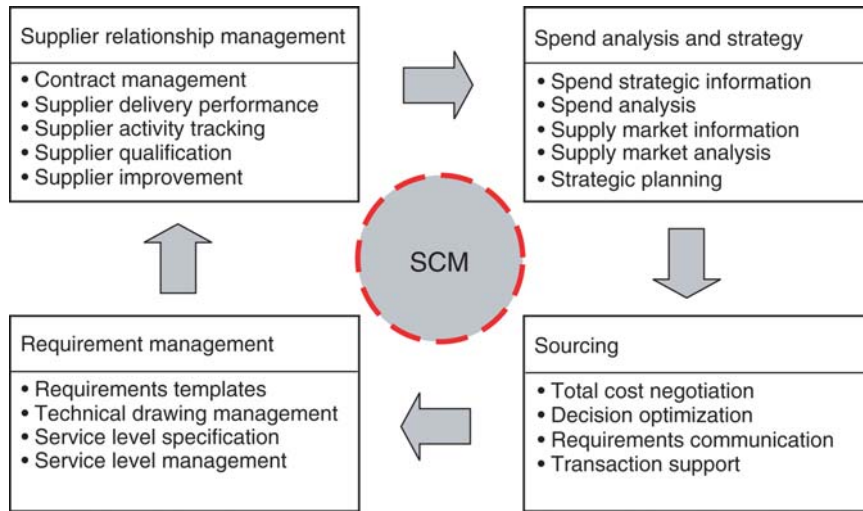 Supplier relationship management
• Contract management
• Supplier delivery performance
• Supplier activity tracking
• Supplier qualification
• Supplier improvement
Spend analysis and strategy
• Spend strategic information
• Spend analysis
• Supply market information
• Supply market analysis
• Strategic planning
SCM
Requirement management
• Requirements templates
• Technical drawing management
• Service level specification
• Service level management
Sourcing
• Total cost negotiation
• Decision optimization
• Requirements communication
• Transaction support